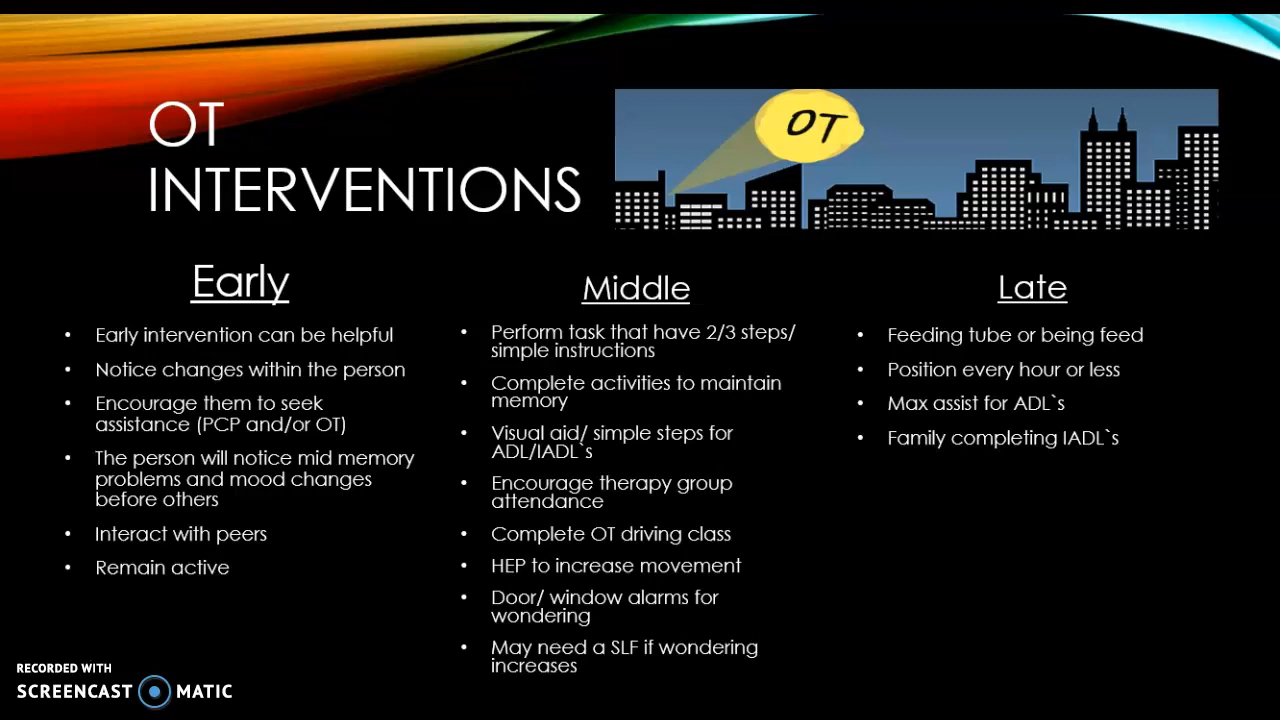 OT
INTERVENTIONS
OT
Early
• Early intervention can be helpful
• Notice changes within the person
• Encourage them to seek
assistance (PCP and/or OT)
• The person will notice mid memory
problems and mood changes
before others
• Interact with peers
• Remain active
Middle
• Perform task that have 2/3 steps/
simple instructions
• Complete activities to maintain
memory
• Visual aid/ simple steps for
ADL/IADL`s
• Encourage therapy group
attendance
• Complete OT driving class
• HEP to increase movement
• Door/ window alarms for
wondering
• May need a SLF if wondering
increases
Late
• Feeding tube or being feed
• Position every hour or less
• Max assist for ADL`s
• Family completing IADL`s
RECORDED WITH
SCREENCAST MATIC